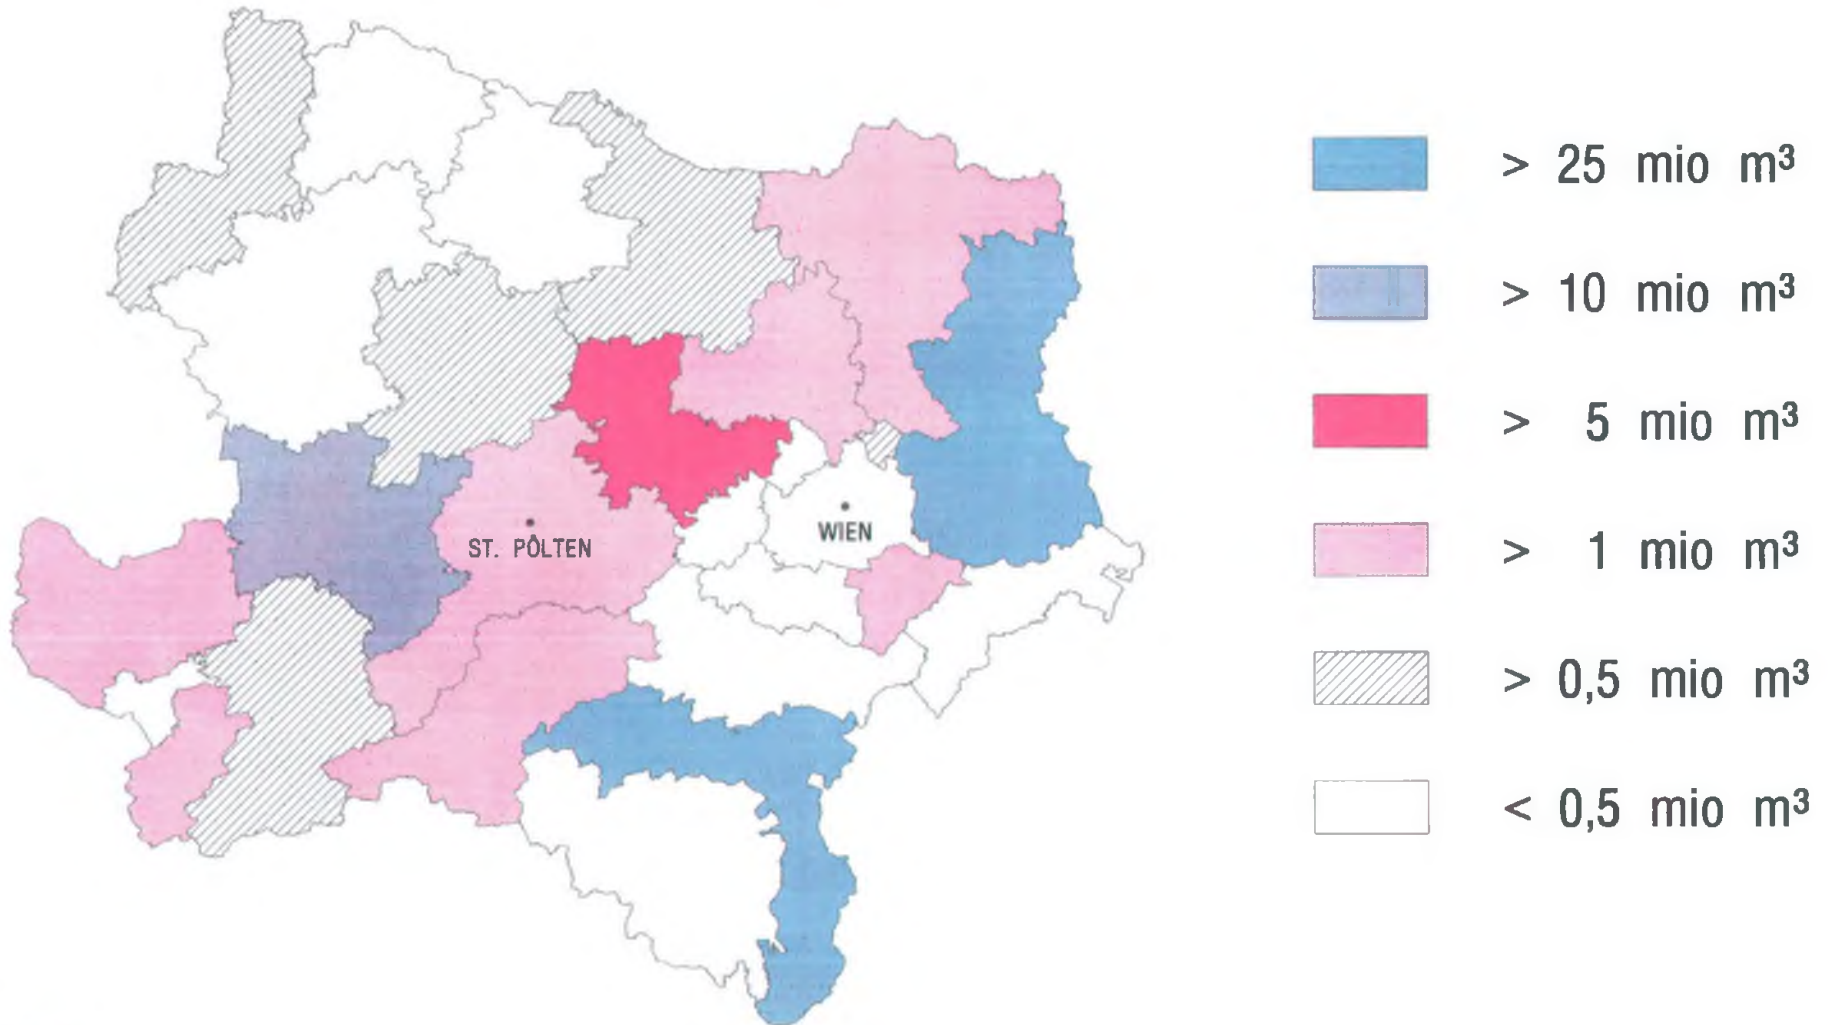 ST. PÖLTEN
WIEN
> 25 mio m³
> 10 mio m³
> 5 mio m³
> 1 mio m³
> 0,5 mio m³
< 0,5 mio m³